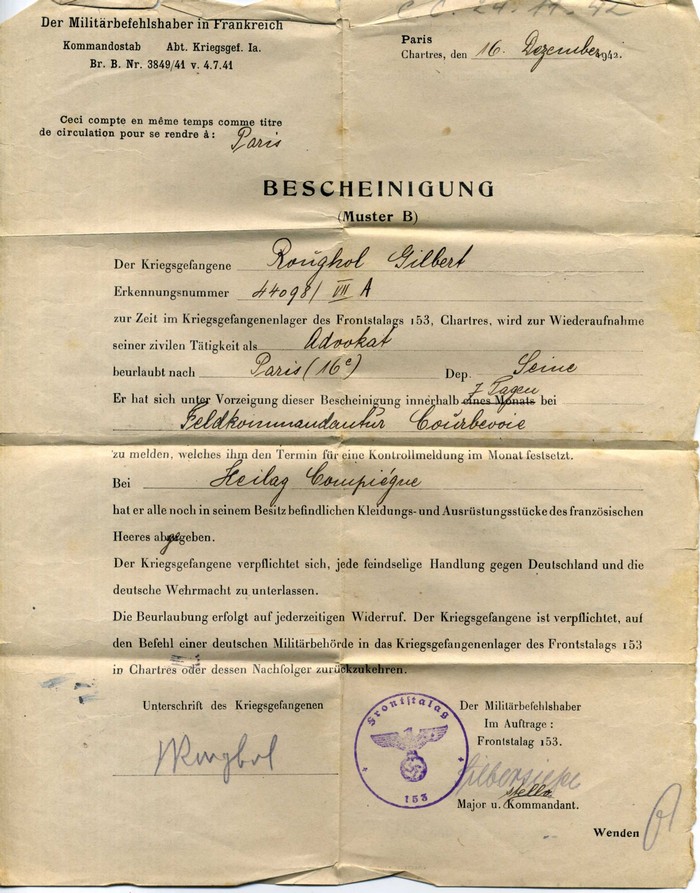 C.C. 24.11.42
Der Militärbefehlshaber in Frankreich
Kommandostab Abt. Kriegsgef. Ia.
Br. B. Nr. 3849/41 v. 4.7.41
Paris
Chartres, den 16. Dezember 1942.
Ceci compte en même temps comme titre
de circulation pour se rendre à: Paris
BESCHEINIGUNG
(Muster B)
Der Kriegsgefangene Roughol Gilbert
Erkennungsnummer 44098/ VII A
zur Zeit im Kriegsgefangenenlager des Frontstalags 153, Chartres, wird zur Wiederaufnahme
seiner zivilen Tätigkeit als Advokat
beurlaubt nach Paris (16e) Dep. Seine
7 Tagen
Er hat sich unter Vorzeigung dieser Bescheinigung innerhalb eines Monats bei
Feldkommandantur Courbevoie
zu melden, welches ihm den Termin für eine Kontrollmeldung im Monat festsetzt.
Bei Heilag Compiégne
hat er alle noch in seinem Besitz befindlichen Kleidungs- und Ausrüstungsstücke des französischen
Heeres abgegeben.
Der Kriegsgefangene verpflichtet sich, jede feindselige Handlung gegen Deutschland und die
deutsche Wehrmacht zu unterlassen.
Die Beurlaubung erfolgt auf jederzeitigen Widerruf. Der Kriegsgefangene ist verpflichtet, auf
den Befehl einer deutschen Militärbehörde in das Kriegsgefangenenlager des Frontstalags 153
in Chartres oder dessen Nachfolger zurückzukehren.
Unterschrift des Kriegsgefangenen
Frontstalag
153
Der Militärbefehlshaber
Im Auftrage:
Frontstalag 153.
Major u. Kommandant.
Wenden